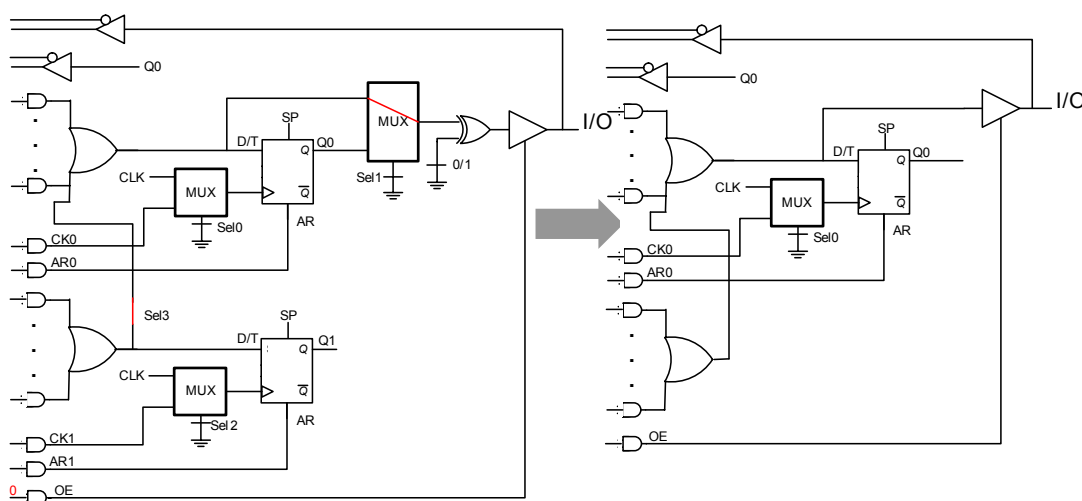 Q0
MUX
I/O
SP
D/T
Q
Q0
0/1
CLK
Sel1
MUX
Q
AR
Sel0
CK0
AR0
Sel3
SP
D/T
Q
Q1
CLK
MUX
Q
AR
Sel 2
CK1
AR1
0
OE
Q0
I/O
SP
D/T
Q
Q0
CLK
MUX
Q
AR
Sel0
CK0
AR0
OE